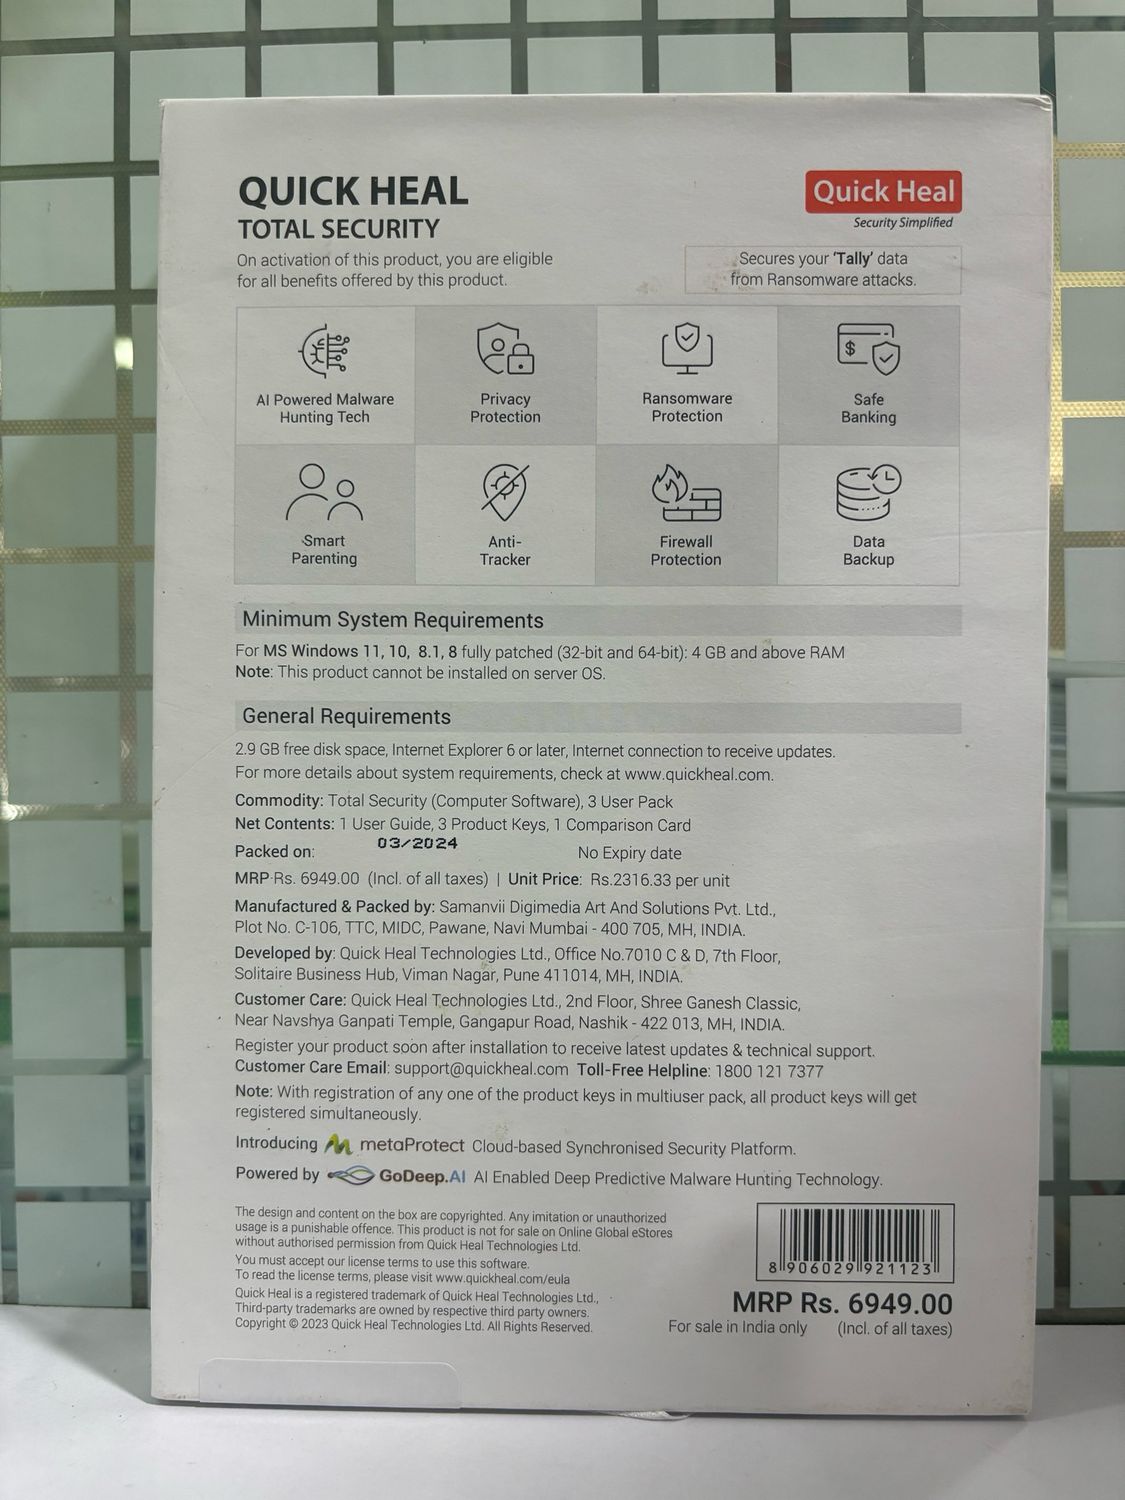 QUICK HEAL
TOTAL SECURITY
On activation of this product, you are eligible
for all benefits offered by this product.
Quick Heal
Security Simplified
Secures your 'Tally' data
from Ransomware attacks.
AI Powered Malware
Hunting Tech
Privacy
Protection
Ransomware
Protection
Safe
Banking
Smart
Parenting
Anti-
Tracker
Firewall
Protection
Data
Backup
Minimum System Requirements
For MS Windows 11, 10, 8.1, 8 fully patched (32-bit and 64-bit): 4 GB and above RAM
Note: This product cannot be installed on server OS.
General Requirements
2.9 GB free disk space, Internet Explorer 6 or later, Internet connection to receive updates.
For more details about system requirements, check at www.quickheal.com.
Commodity: Total Security (Computer Software), 3 User Pack
Net Contents: 1 User Guide, 3 Product Keys, 1 Comparison Card
Packed on: 03/2024 No Expiry date
MRP Rs. 6949.00 (Incl. of all taxes) | Unit Price: Rs.2316.33 per unit
Manufactured & Packed by: Samanvii Digimedia Art And Solutions Pvt. Ltd.,
Plot No. C-106, TTC, MIDC, Pawane, Navi Mumbai - 400 705, MH, INDIA.
Developed by: Quick Heal Technologies Ltd., Office No.7010 C & D, 7th Floor,
Solitaire Business Hub, Viman Nagar, Pune 411014, MH, INDIA.
Customer Care: Quick Heal Technologies Ltd., 2nd Floor, Shree Ganesh Classic,
Near Navshya Ganpati Temple, Gangapur Road, Nashik - 422 013, MH, INDIA.
Register your product soon after installation to receive latest updates & technical support.
Customer Care Email: support@quickheal.com Toll-Free Helpline: 1800 121 7377
Note: With registration of any one of the product keys in multiuser pack, all product keys will get
registered simultaneously.
Introducing metaProtect Cloud-based Synchronised Security Platform.
Powered by GoDeep.AI AI Enabled Deep Predictive Malware Hunting Technology.
The design and content on the box are copyrighted. Any imitation or unauthorized
usage is a punishable offence. This product is not for sale on Online Global eStores
without authorised permission from Quick Heal Technologies Ltd.
You must accept our license terms to use this software.
To read the license terms, please visit www.quickheal.com/eula
Quick Heal is a registered trademark of Quick Heal Technologies Ltd.,
Third-party trademarks are owned by respective third party owners.
Copyright © 2023 Quick Heal Technologies Ltd. All Rights Reserved.
8 906029 921123
MRP Rs. 6949.00
For sale in India only (Incl. of all taxes)